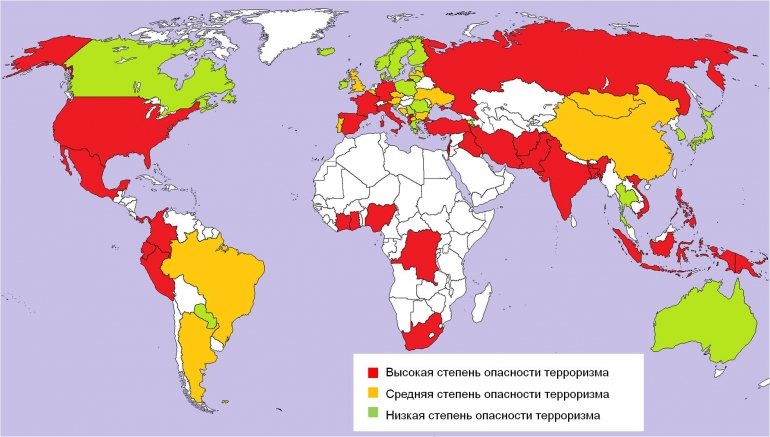 Высокая степень опасности терроризма
Средняя степень опасности терроризма
Низкая степень опасности терроризма